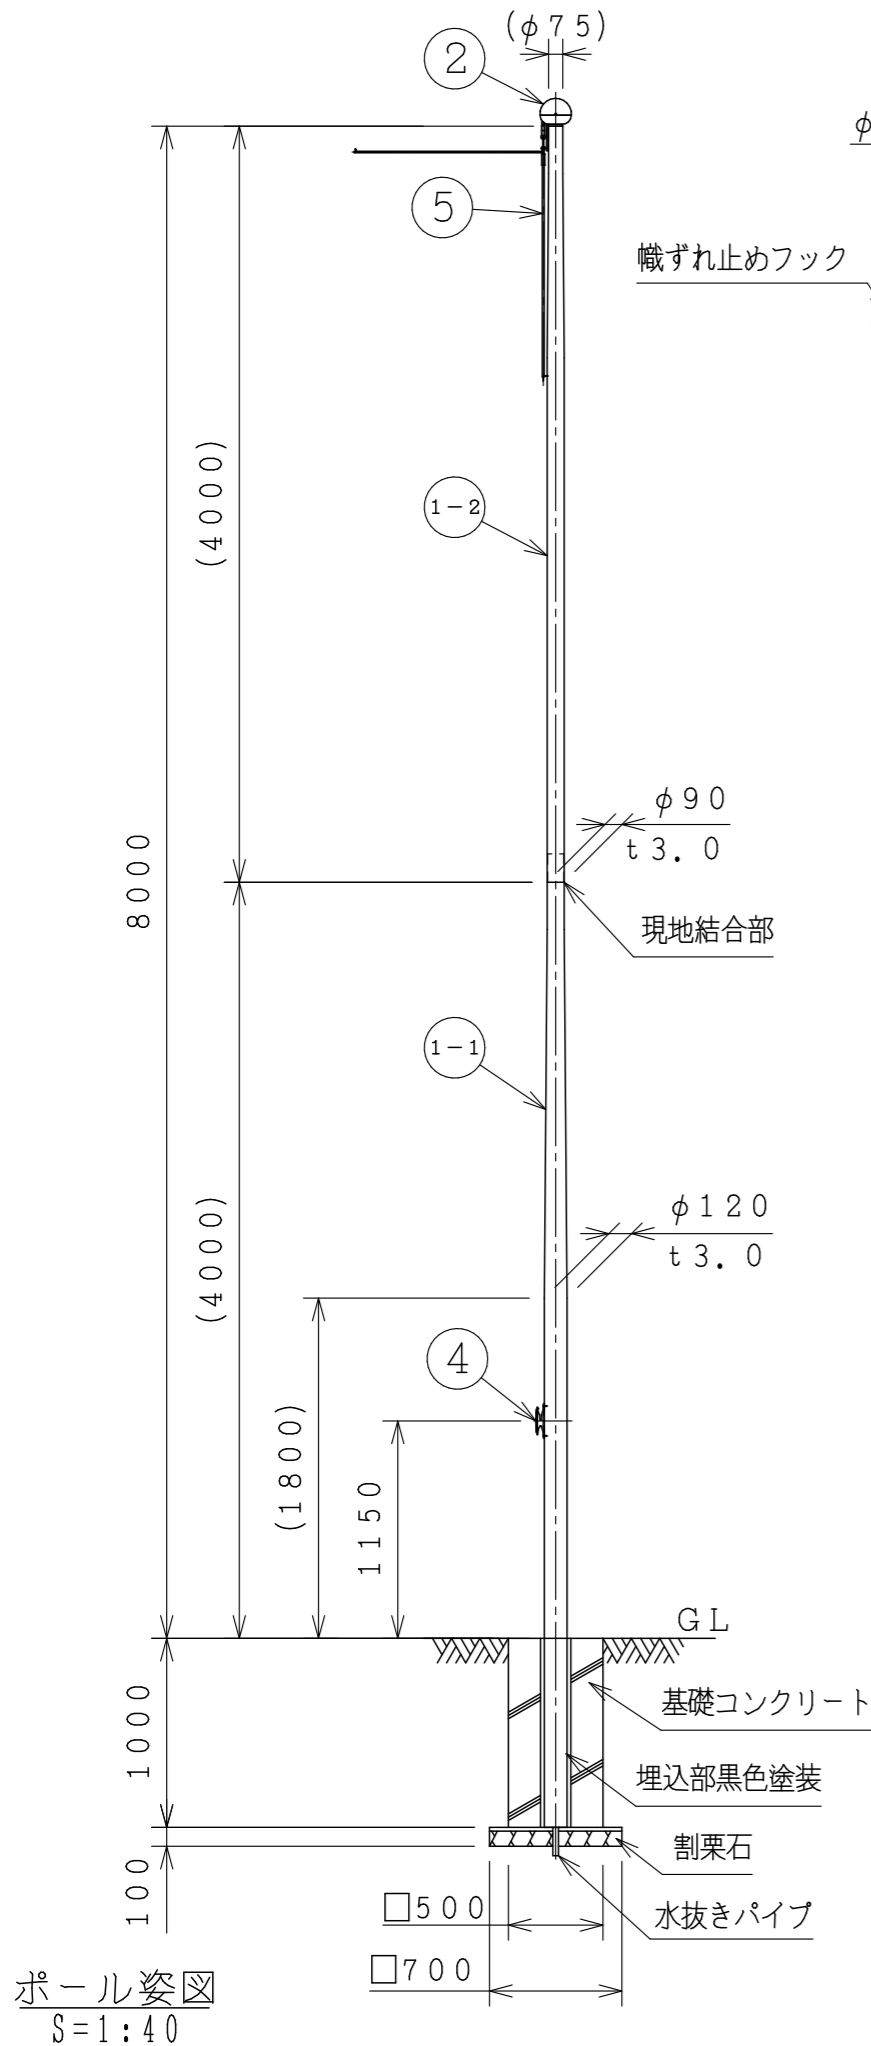 (φ75)
②
φ
⑤
幟ずれ止めフック
(4000)
1-2
φ90
t3.0
8000
現地結合部
1-1
(4000)
φ120
t3.0
④
(1800)
1150
GL
1000
基礎コンクリート
埋込部黒色塗装
割栗石
100
□500
水抜きパイプ
□700
ポール姿図
S=1:40